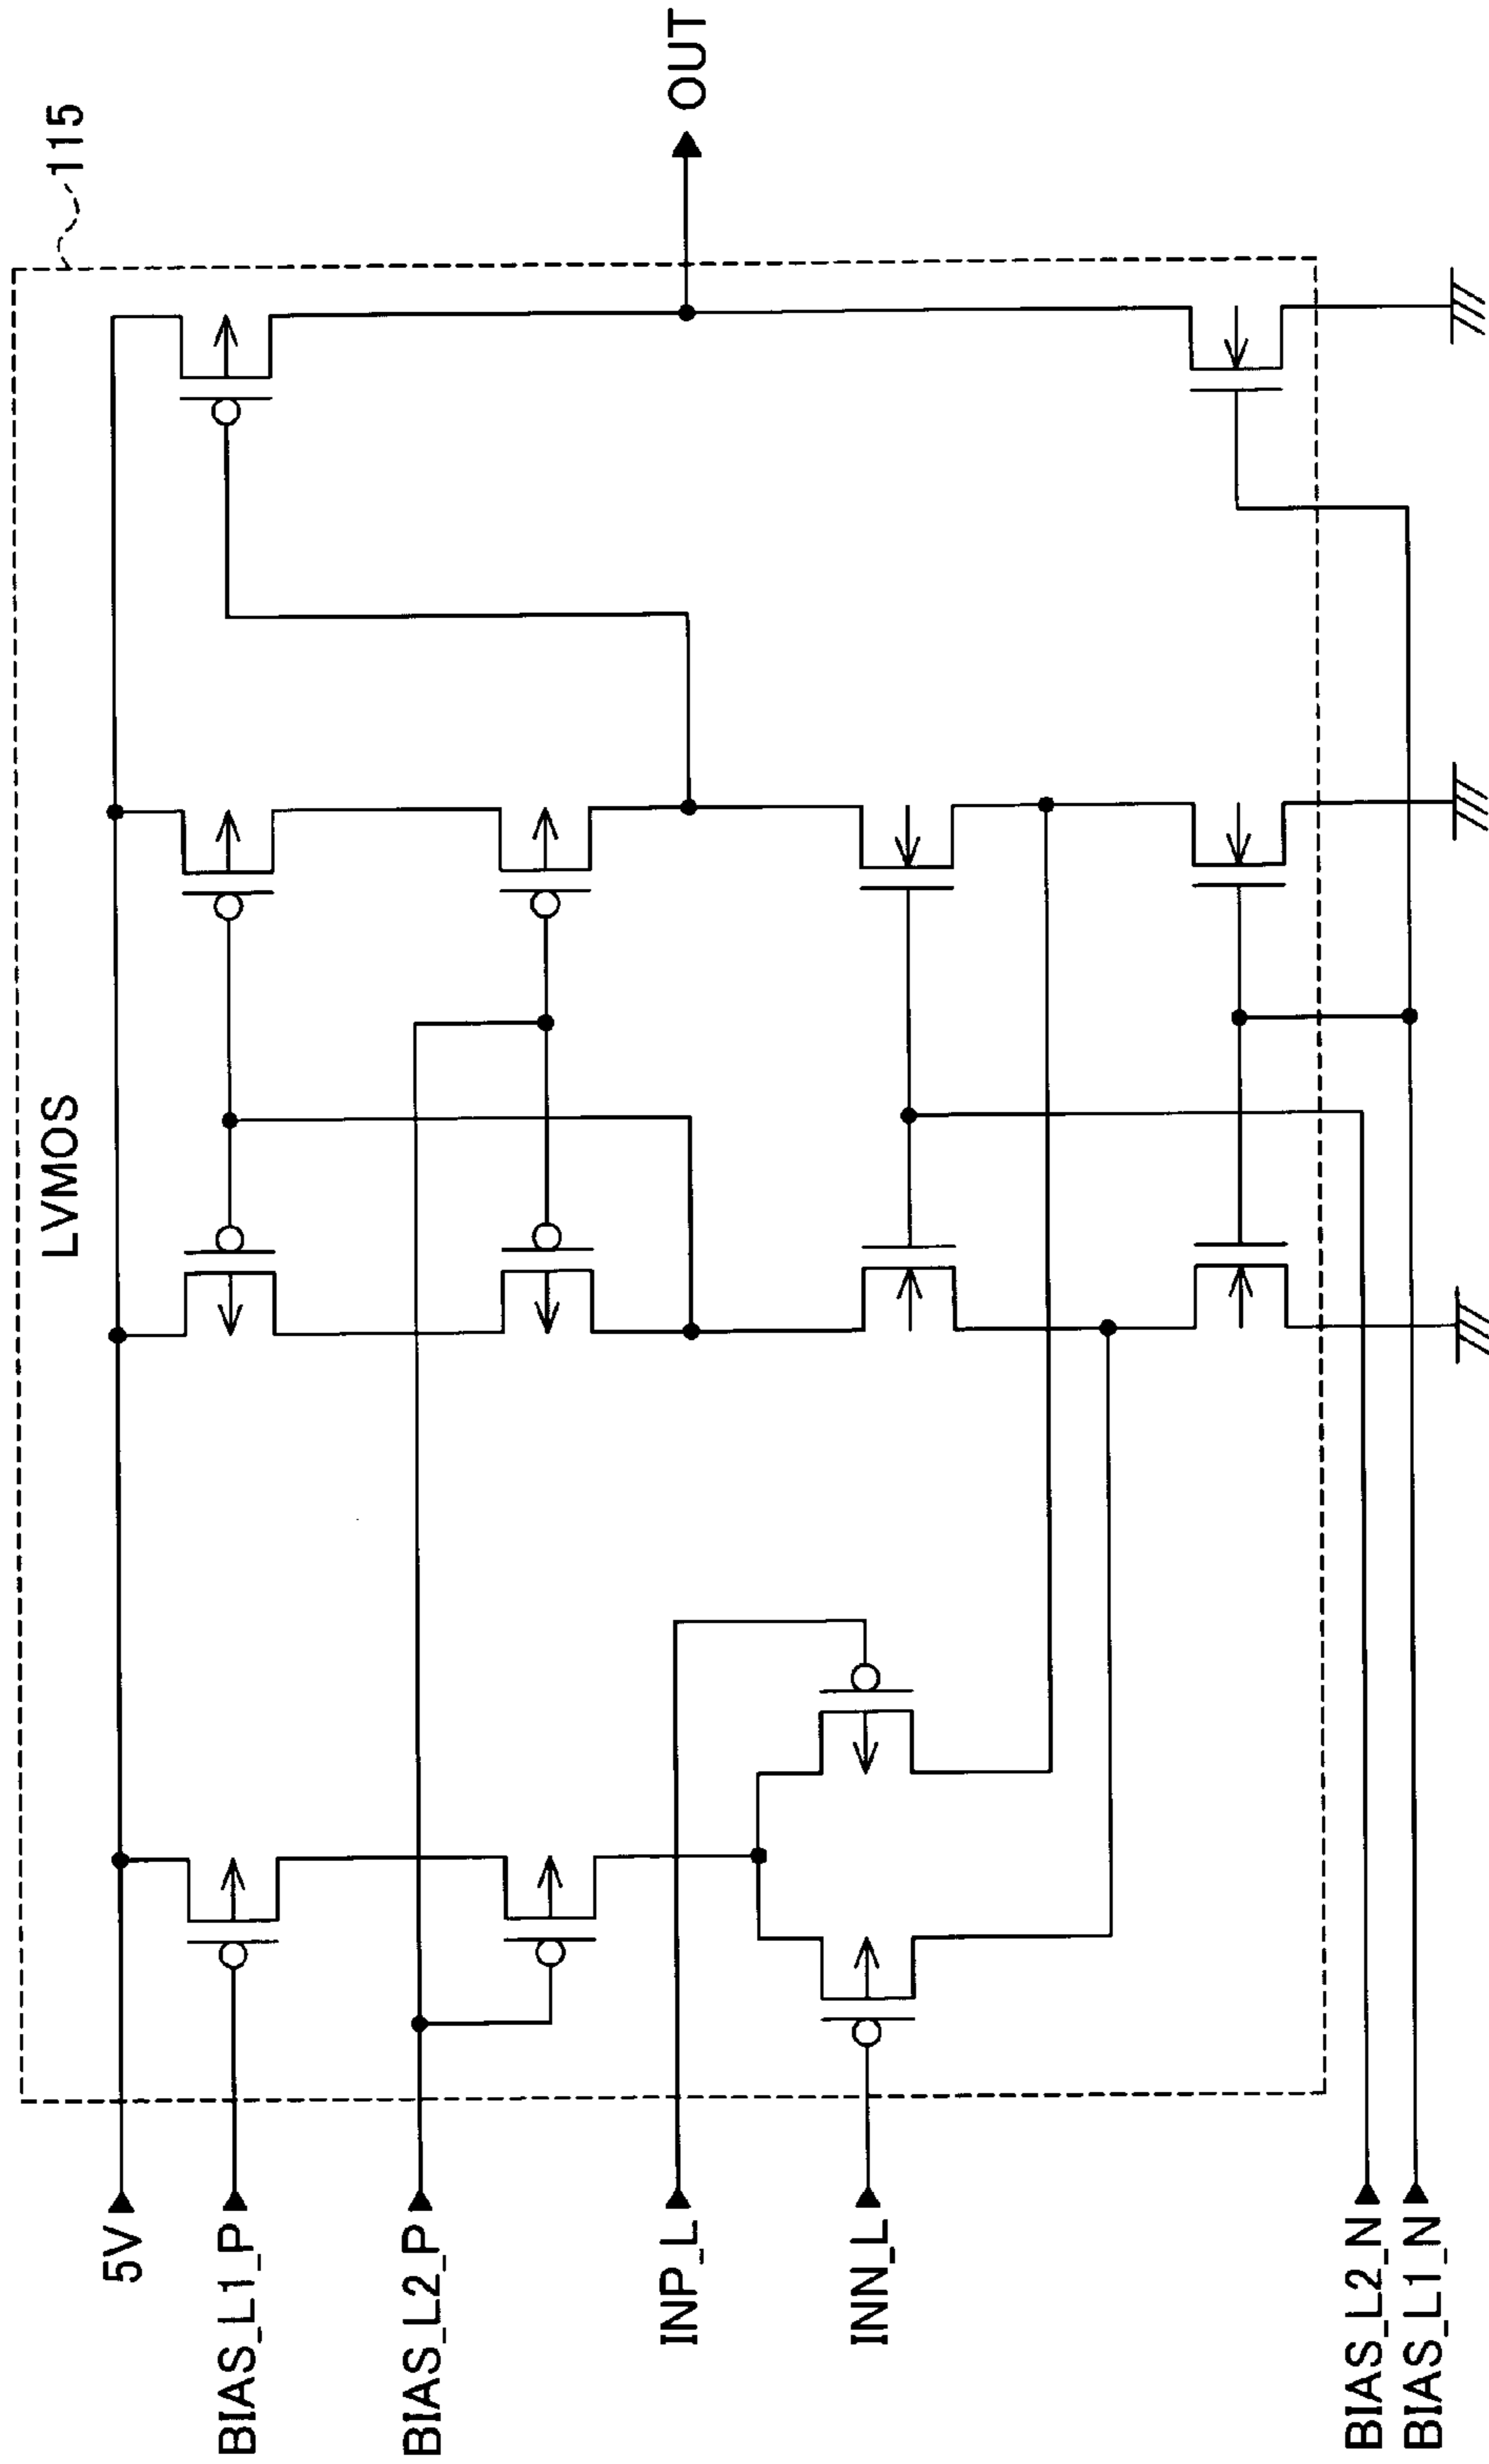 LVMOS
115
5V
BIAS_L1_P
BIAS_L2_P
INP_L
INN_L
BIAS_L2_N
BIAS_L1_N
OUT